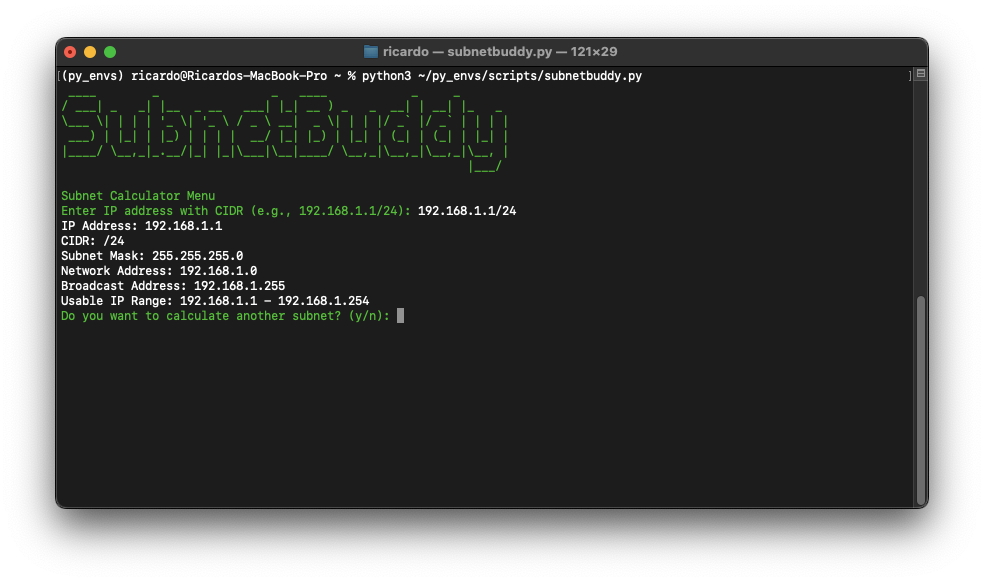 ricardo — subnetbuddy.py — 121×29
[(py_envs) ricardo@Ricardos-MacBook-Pro ~ % python3 ~/py_envs/scripts/subnetbuddy.py ]
SubnetBuddy
Subnet Calculator Menu
Enter IP address with CIDR (e.g., 192.168.1.1/24): 192.168.1.1/24
IP Address: 192.168.1.1
CIDR: /24
Subnet Mask: 255.255.255.0
Network Address: 192.168.1.0
Broadcast Address: 192.168.1.255
Usable IP Range: 192.168.1.1 - 192.168.1.254
Do you want to calculate another subnet? (y/n):